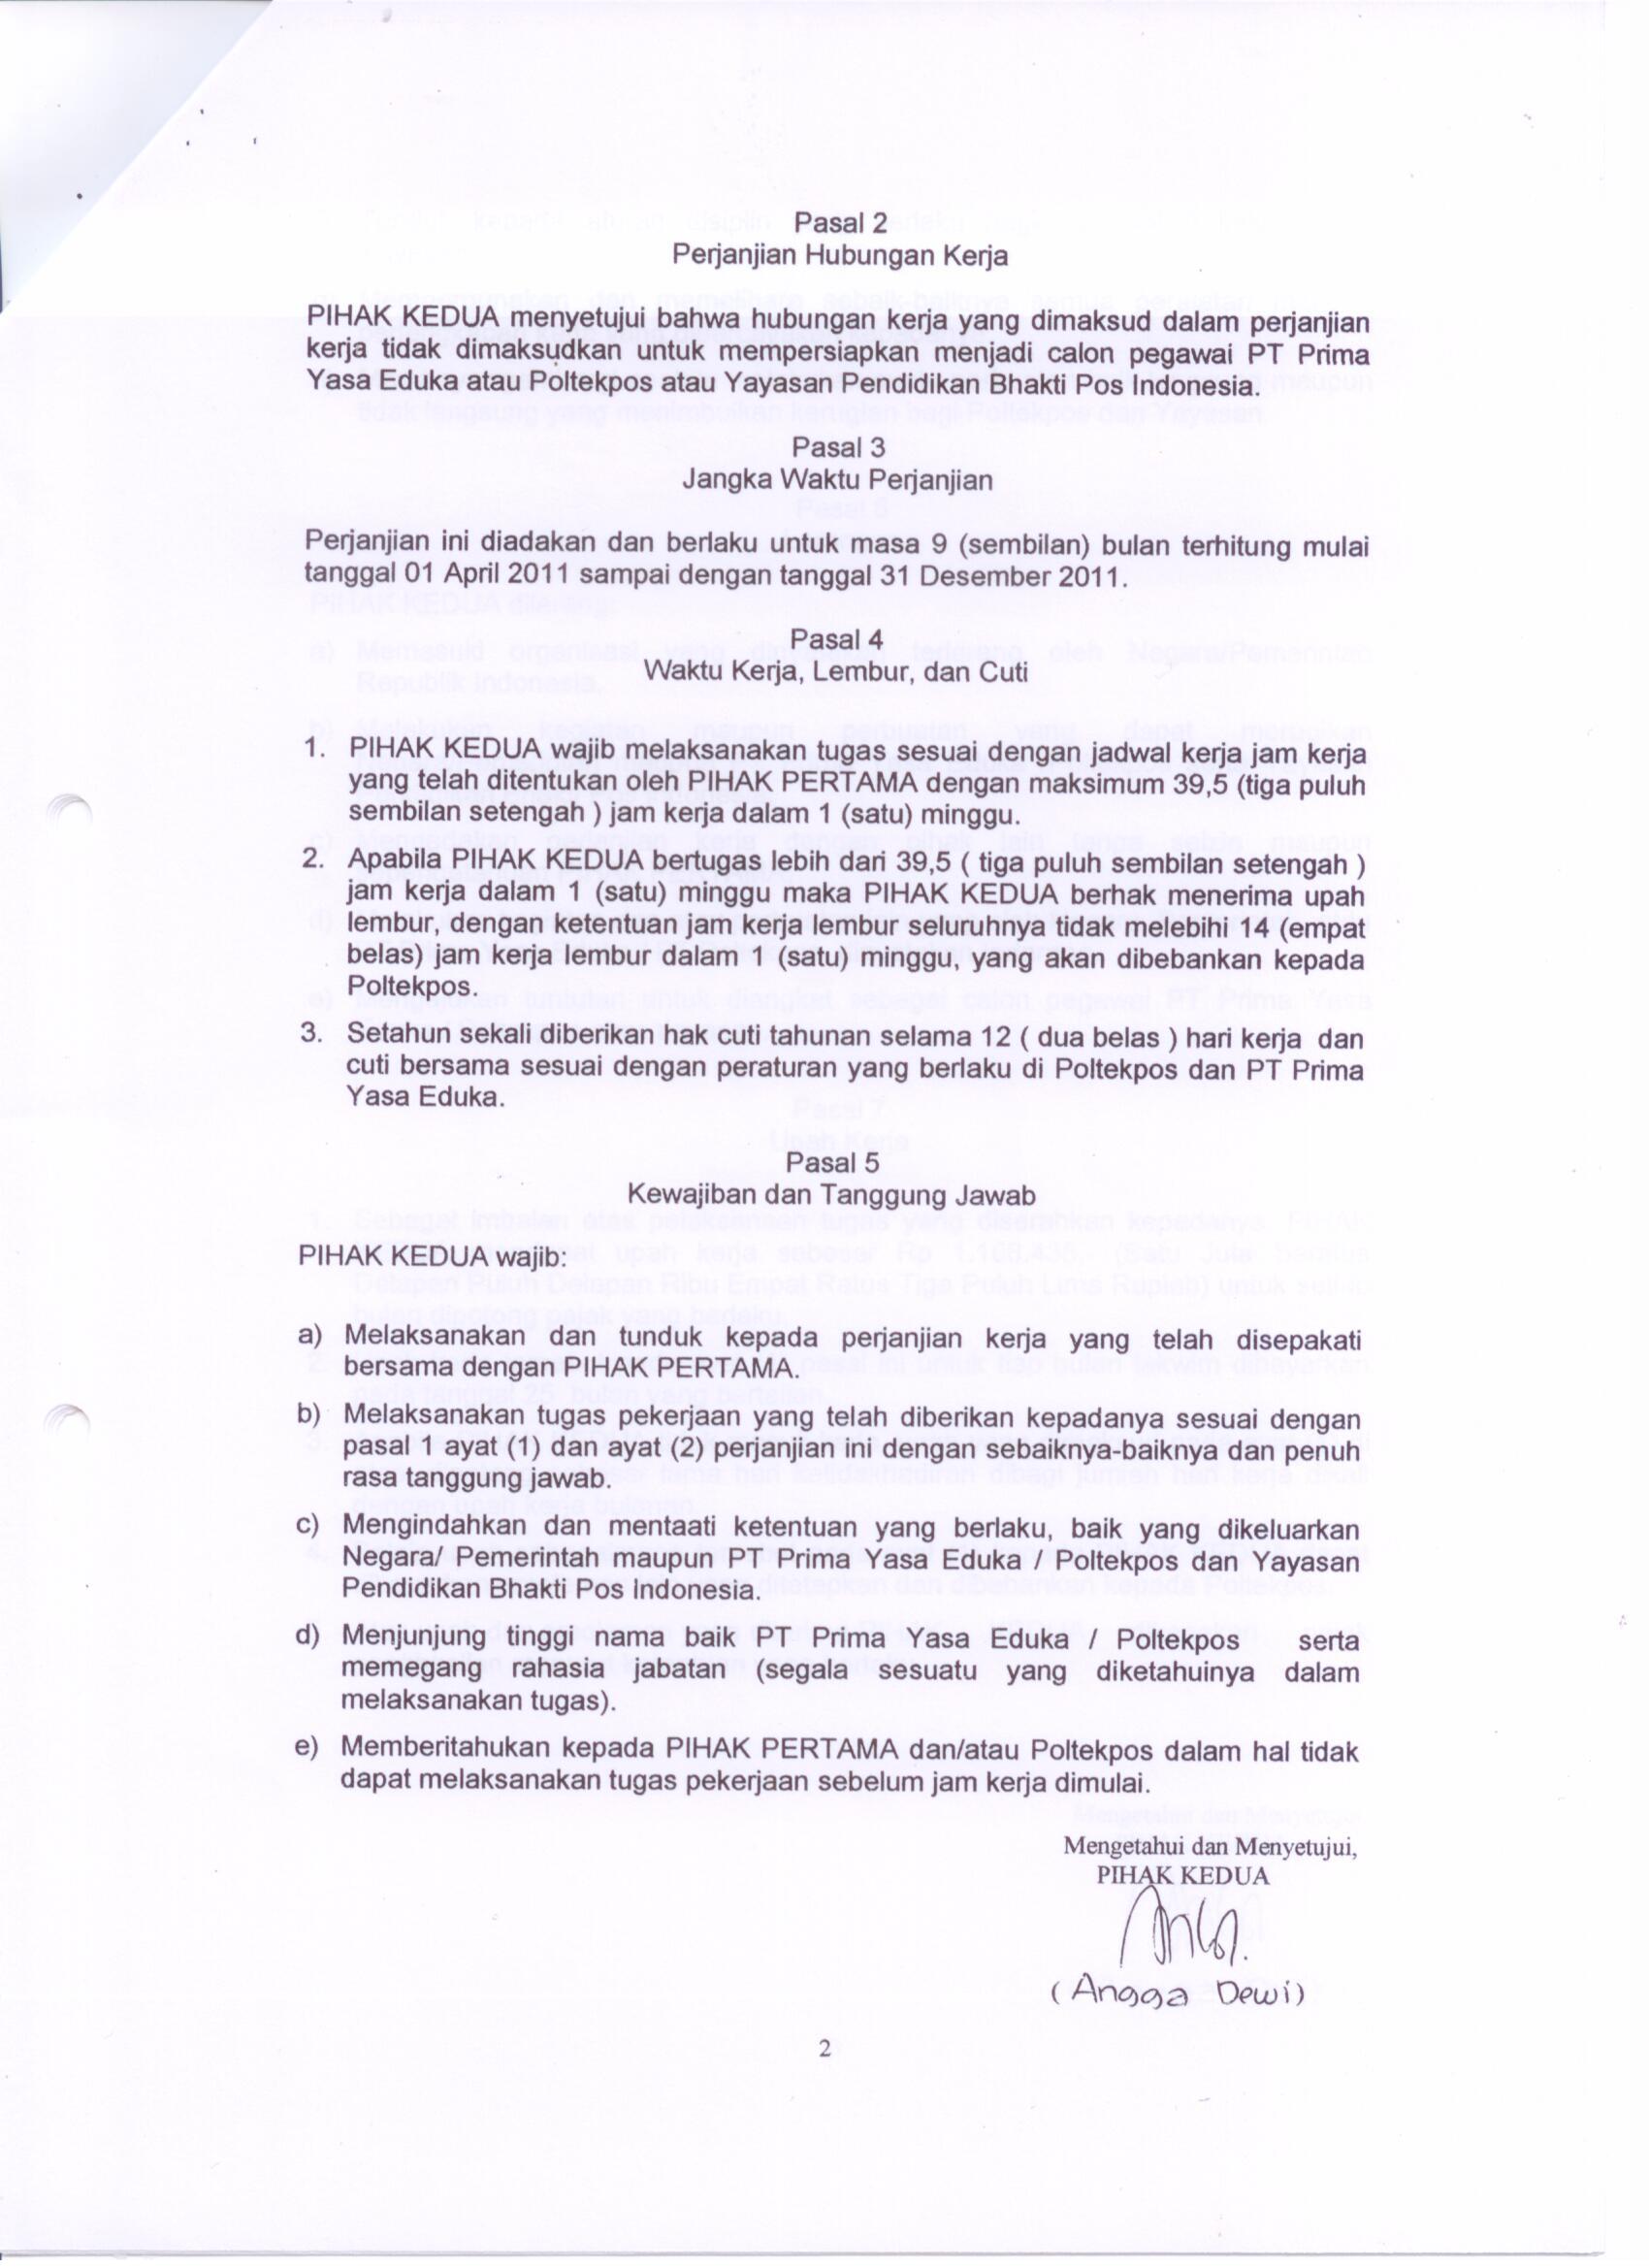 Pasal 2
Perjanjian Hubungan Kerja
PIHAK KEDUA menyetujui bahwa hubungan kerja yang dimaksud dalam perjanjian
kerja tidak dimaksudkan untuk mempersiapkan menjadi calon pegawai PT Prima
Yasa Eduka atau Poltekpos atau Yayasan Pendidikan Bhakti Pos Indonesia.
Pasal 3
Jangka Waktu Perjanjian
Perjanjian ini diadakan dan berlaku untuk masa 9 (sembilan) bulan terhitung mulai
tanggal 01 April 2011 sampai dengan tanggal 31 Desember 2011.
Pasal 4
Waktu Kerja, Lembur, dan Cuti
1. PIHAK KEDUA wajib melaksanakan tugas sesuai dengan jadwal kerja jam kerja
yang telah ditentukan oleh PIHAK PERTAMA dengan maksimum 39,5 (tiga puluh
sembilan setengah ) jam kerja dalam 1 (satu) minggu.
2. Apabila PIHAK KEDUA bertugas lebih dari 39,5 ( tiga puluh sembilan setengah )
jam kerja dalam 1 (satu) minggu maka PIHAK KEDUA berhak menerima upah
lembur, dengan ketentuan jam kerja lembur seluruhnya tidak melebihi 14 (empat
belas) jam kerja lembur dalam 1 (satu) minggu, yang akan dibebankan kepada
Poltekpos.
3. Setahun sekali diberikan hak cuti tahunan selama 12 ( dua belas ) hari kerja dan
cuti bersama sesuai dengan peraturan yang berlaku di Poltekpos dan PT Prima
Yasa Eduka.
Pasal 5
Kewajiban dan Tanggung Jawab
PIHAK KEDUA wajib:
a) Melaksanakan dan tunduk kepada perjanjian kerja yang telah disepakati
bersama dengan PIHAK PERTAMA.
b) Melaksanakan tugas pekerjaan yang telah diberikan kepadanya sesuai dengan
pasal 1 ayat (1) dan ayat (2) perjanjian ini dengan sebaiknya-baiknya dan penuh
rasa tanggung jawab.
c) Mengindahkan dan mentaati ketentuan yang berlaku, baik yang dikeluarkan
Negara/ Pemerintah maupun PT Prima Yasa Eduka / Poltekpos dan Yayasan
Pendidikan Bhakti Pos Indonesia.
d) Menjunjung tinggi nama baik PT Prima Yasa Eduka / Poltekpos serta
memegang rahasia jabatan (segala sesuatu yang diketahuinya dalam
melaksanakan tugas).
e) Memberitahukan kepada PIHAK PERTAMA dan/atau Poltekpos dalam hal tidak
dapat melaksanakan tugas pekerjaan sebelum jam kerja dimulai.
Mengetahui dan Menyetujui,
PIHAK KEDUA
(Angga Dewi)
2